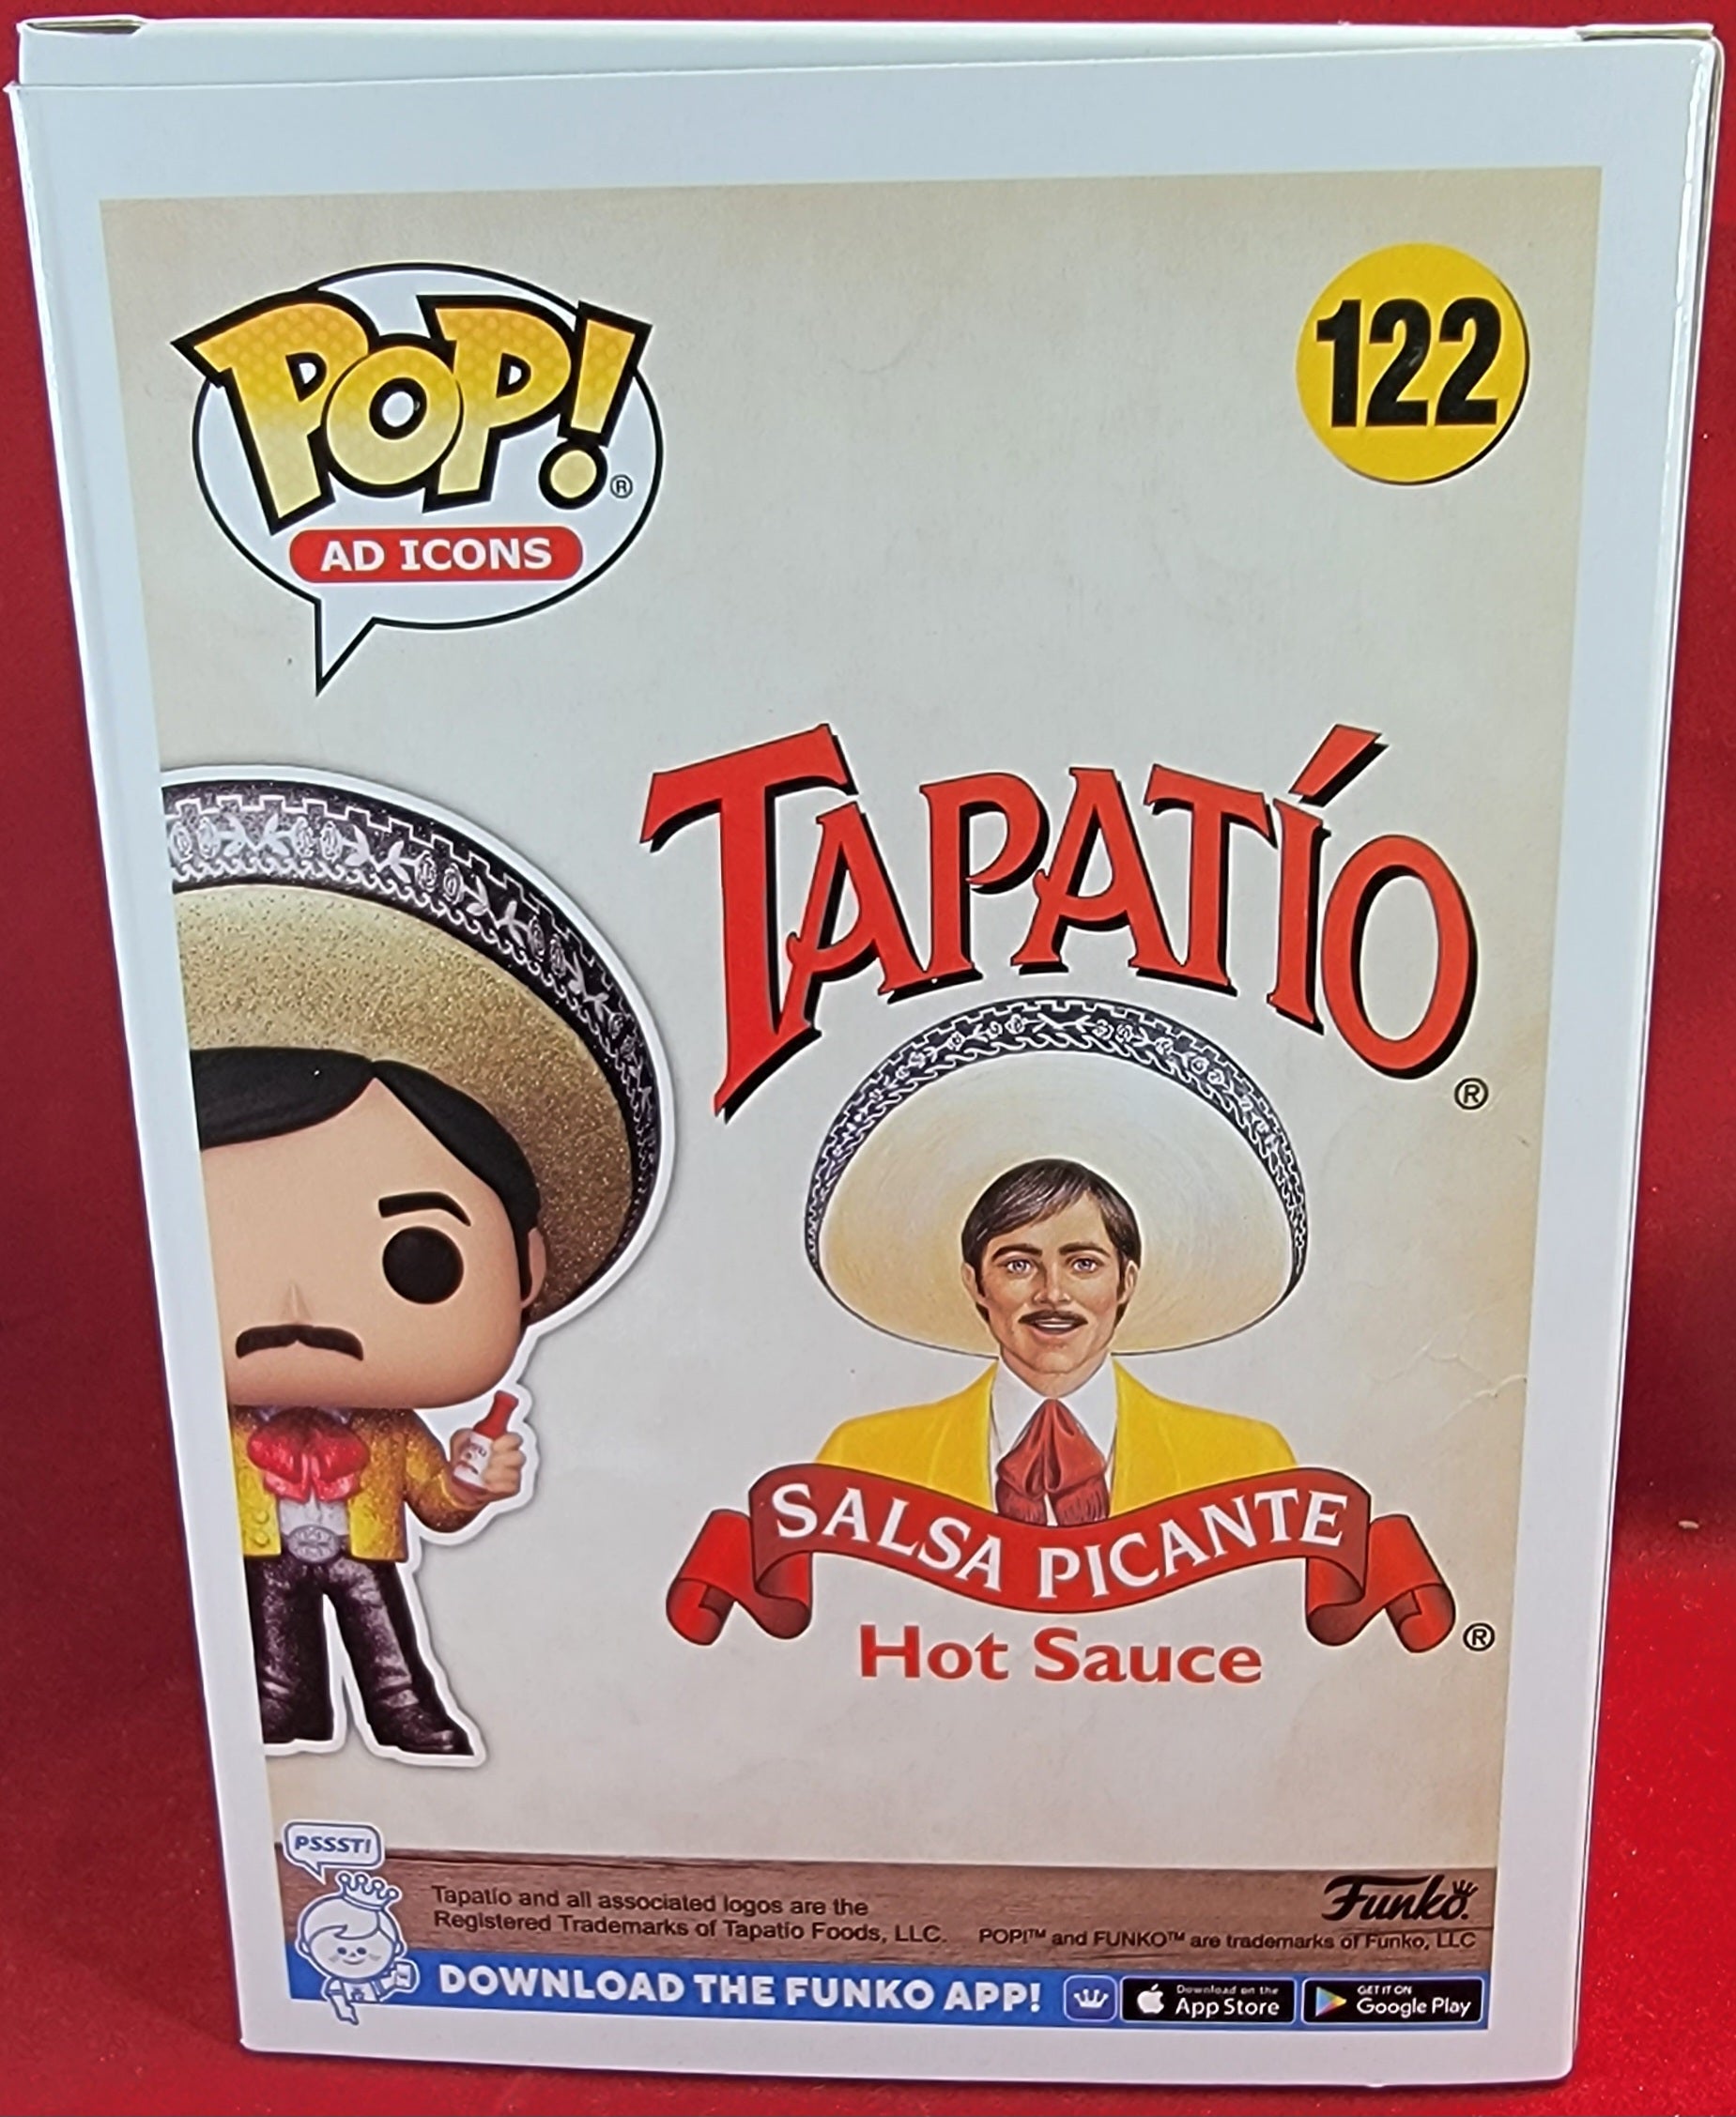 POP!®
AD ICONS
122
TAPATÍO®
SALSA PICANTE®
Hot Sauce
PSSST!
Tapatío and all associated logos are the
Registered Trademarks of Tapatío Foods, LLC.
Funko®
POP!™ and FUNKO™ are trademarks of Funko, LLC
DOWNLOAD THE FUNKO APP!
Download on the
App Store
GET IT ON
Google Play